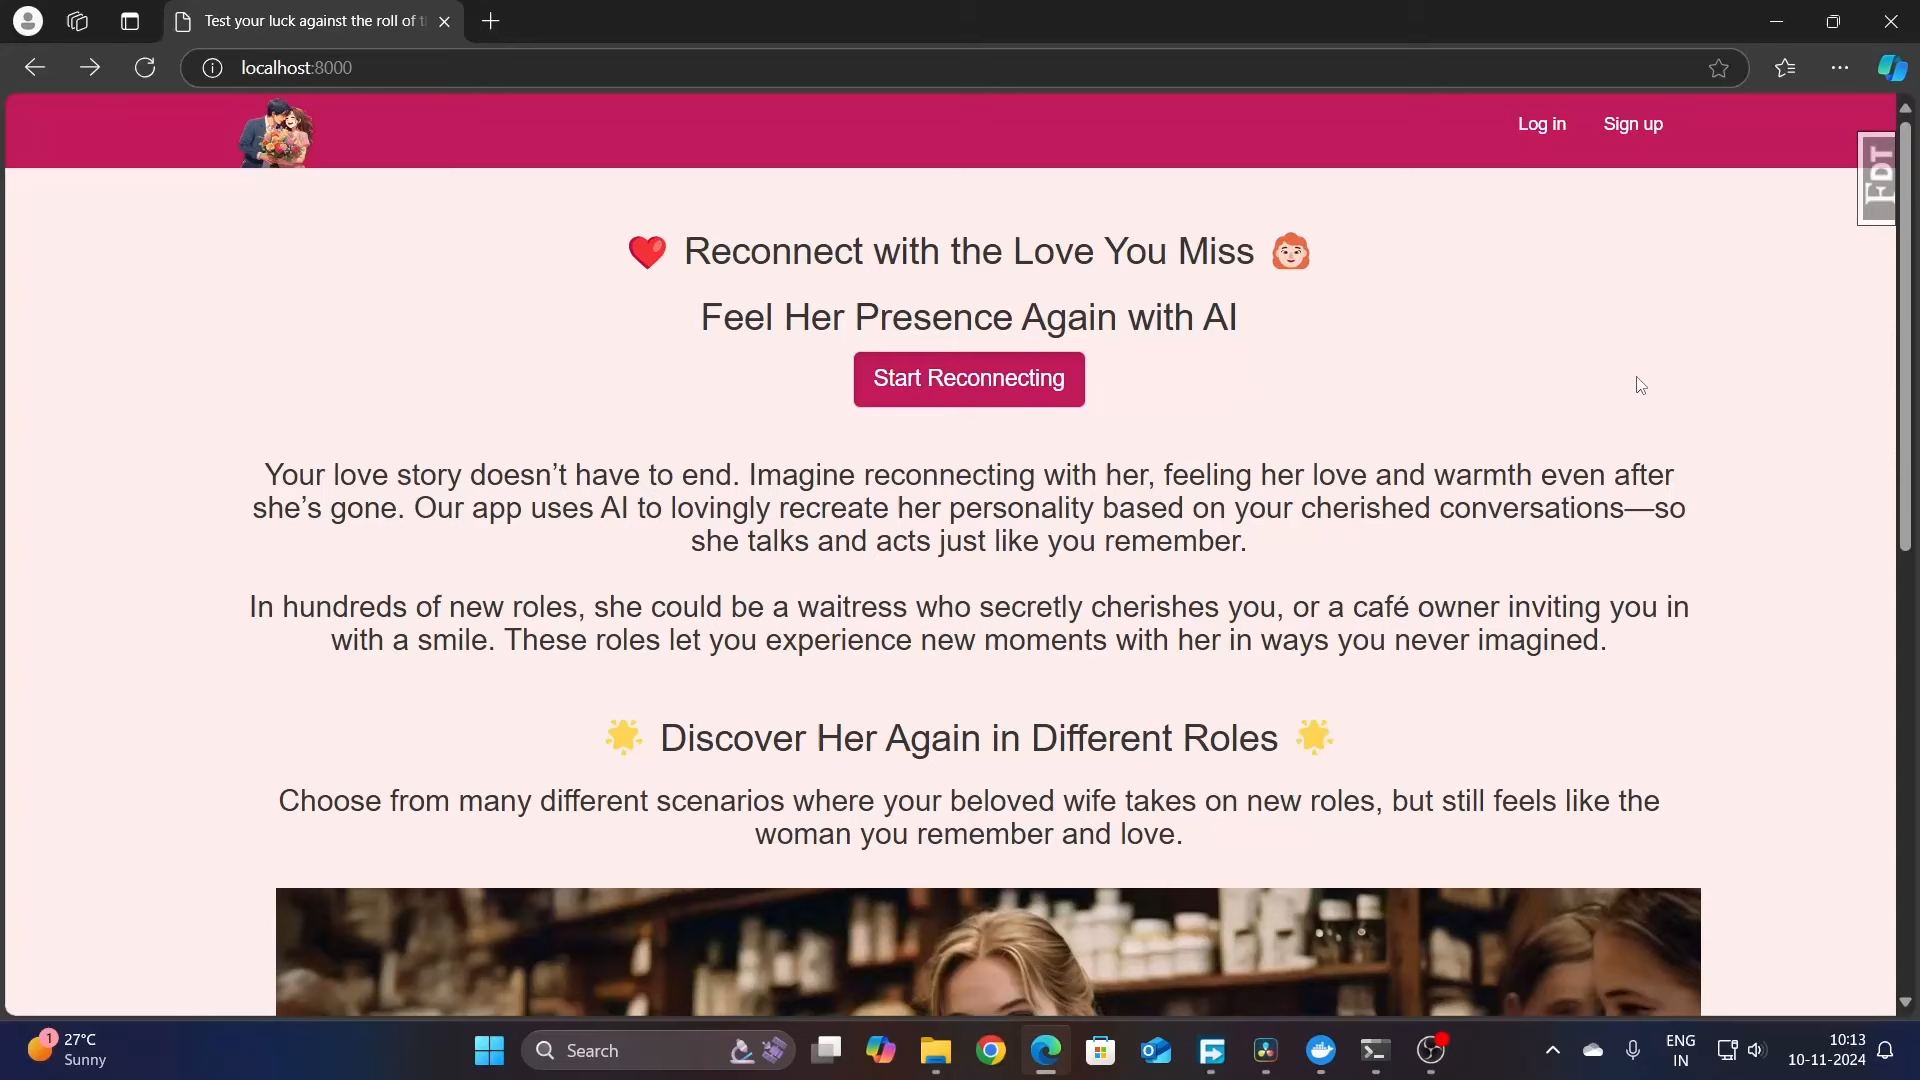 Test your luck against the roll of t
localhost:8000
Log in
Sign up
FDT
Reconnect with the Love You Miss
Feel Her Presence Again with AI
Start Reconnecting
Your love story doesn’t have to end. Imagine reconnecting with her, feeling her love and warmth even after
she’s gone. Our app uses AI to lovingly recreate her personality based on your cherished conversations—so
she talks and acts just like you remember.
In hundreds of new roles, she could be a waitress who secretly cherishes you, or a café owner inviting you in
with a smile. These roles let you experience new moments with her in ways you never imagined.
Discover Her Again in Different Roles
Choose from many different scenarios where your beloved wife takes on new roles, but still feels like the
woman you remember and love.
1
27°C
Sunny
Search
ENG
IN
10:13
10-11-2024